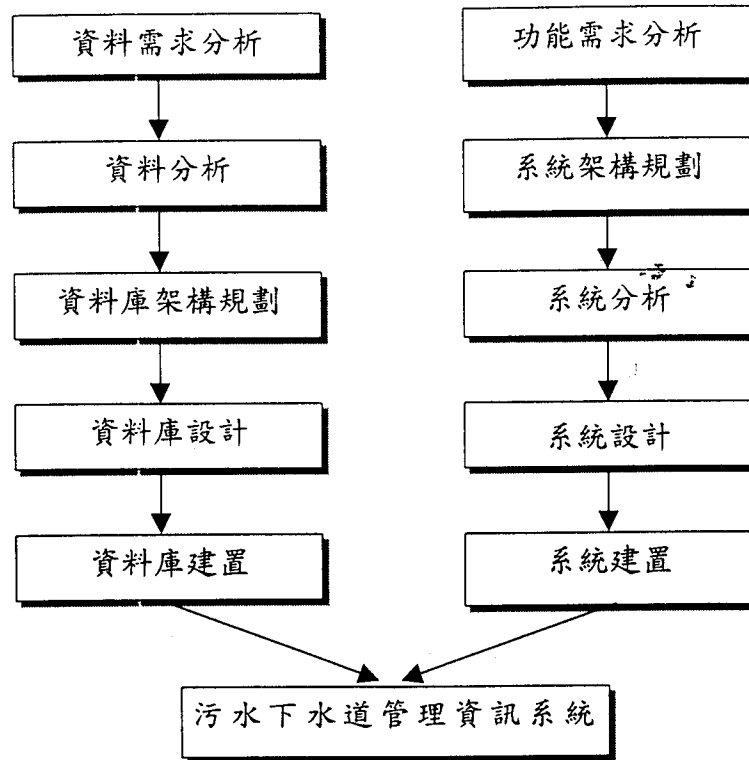 資料需求分析
資料分析
資料庫架構規劃
資料庫設計
資料庫建置
功能需求分析
系統架構規劃
系統分析
系統設計
系統建置
污水下水道管理資訊系統